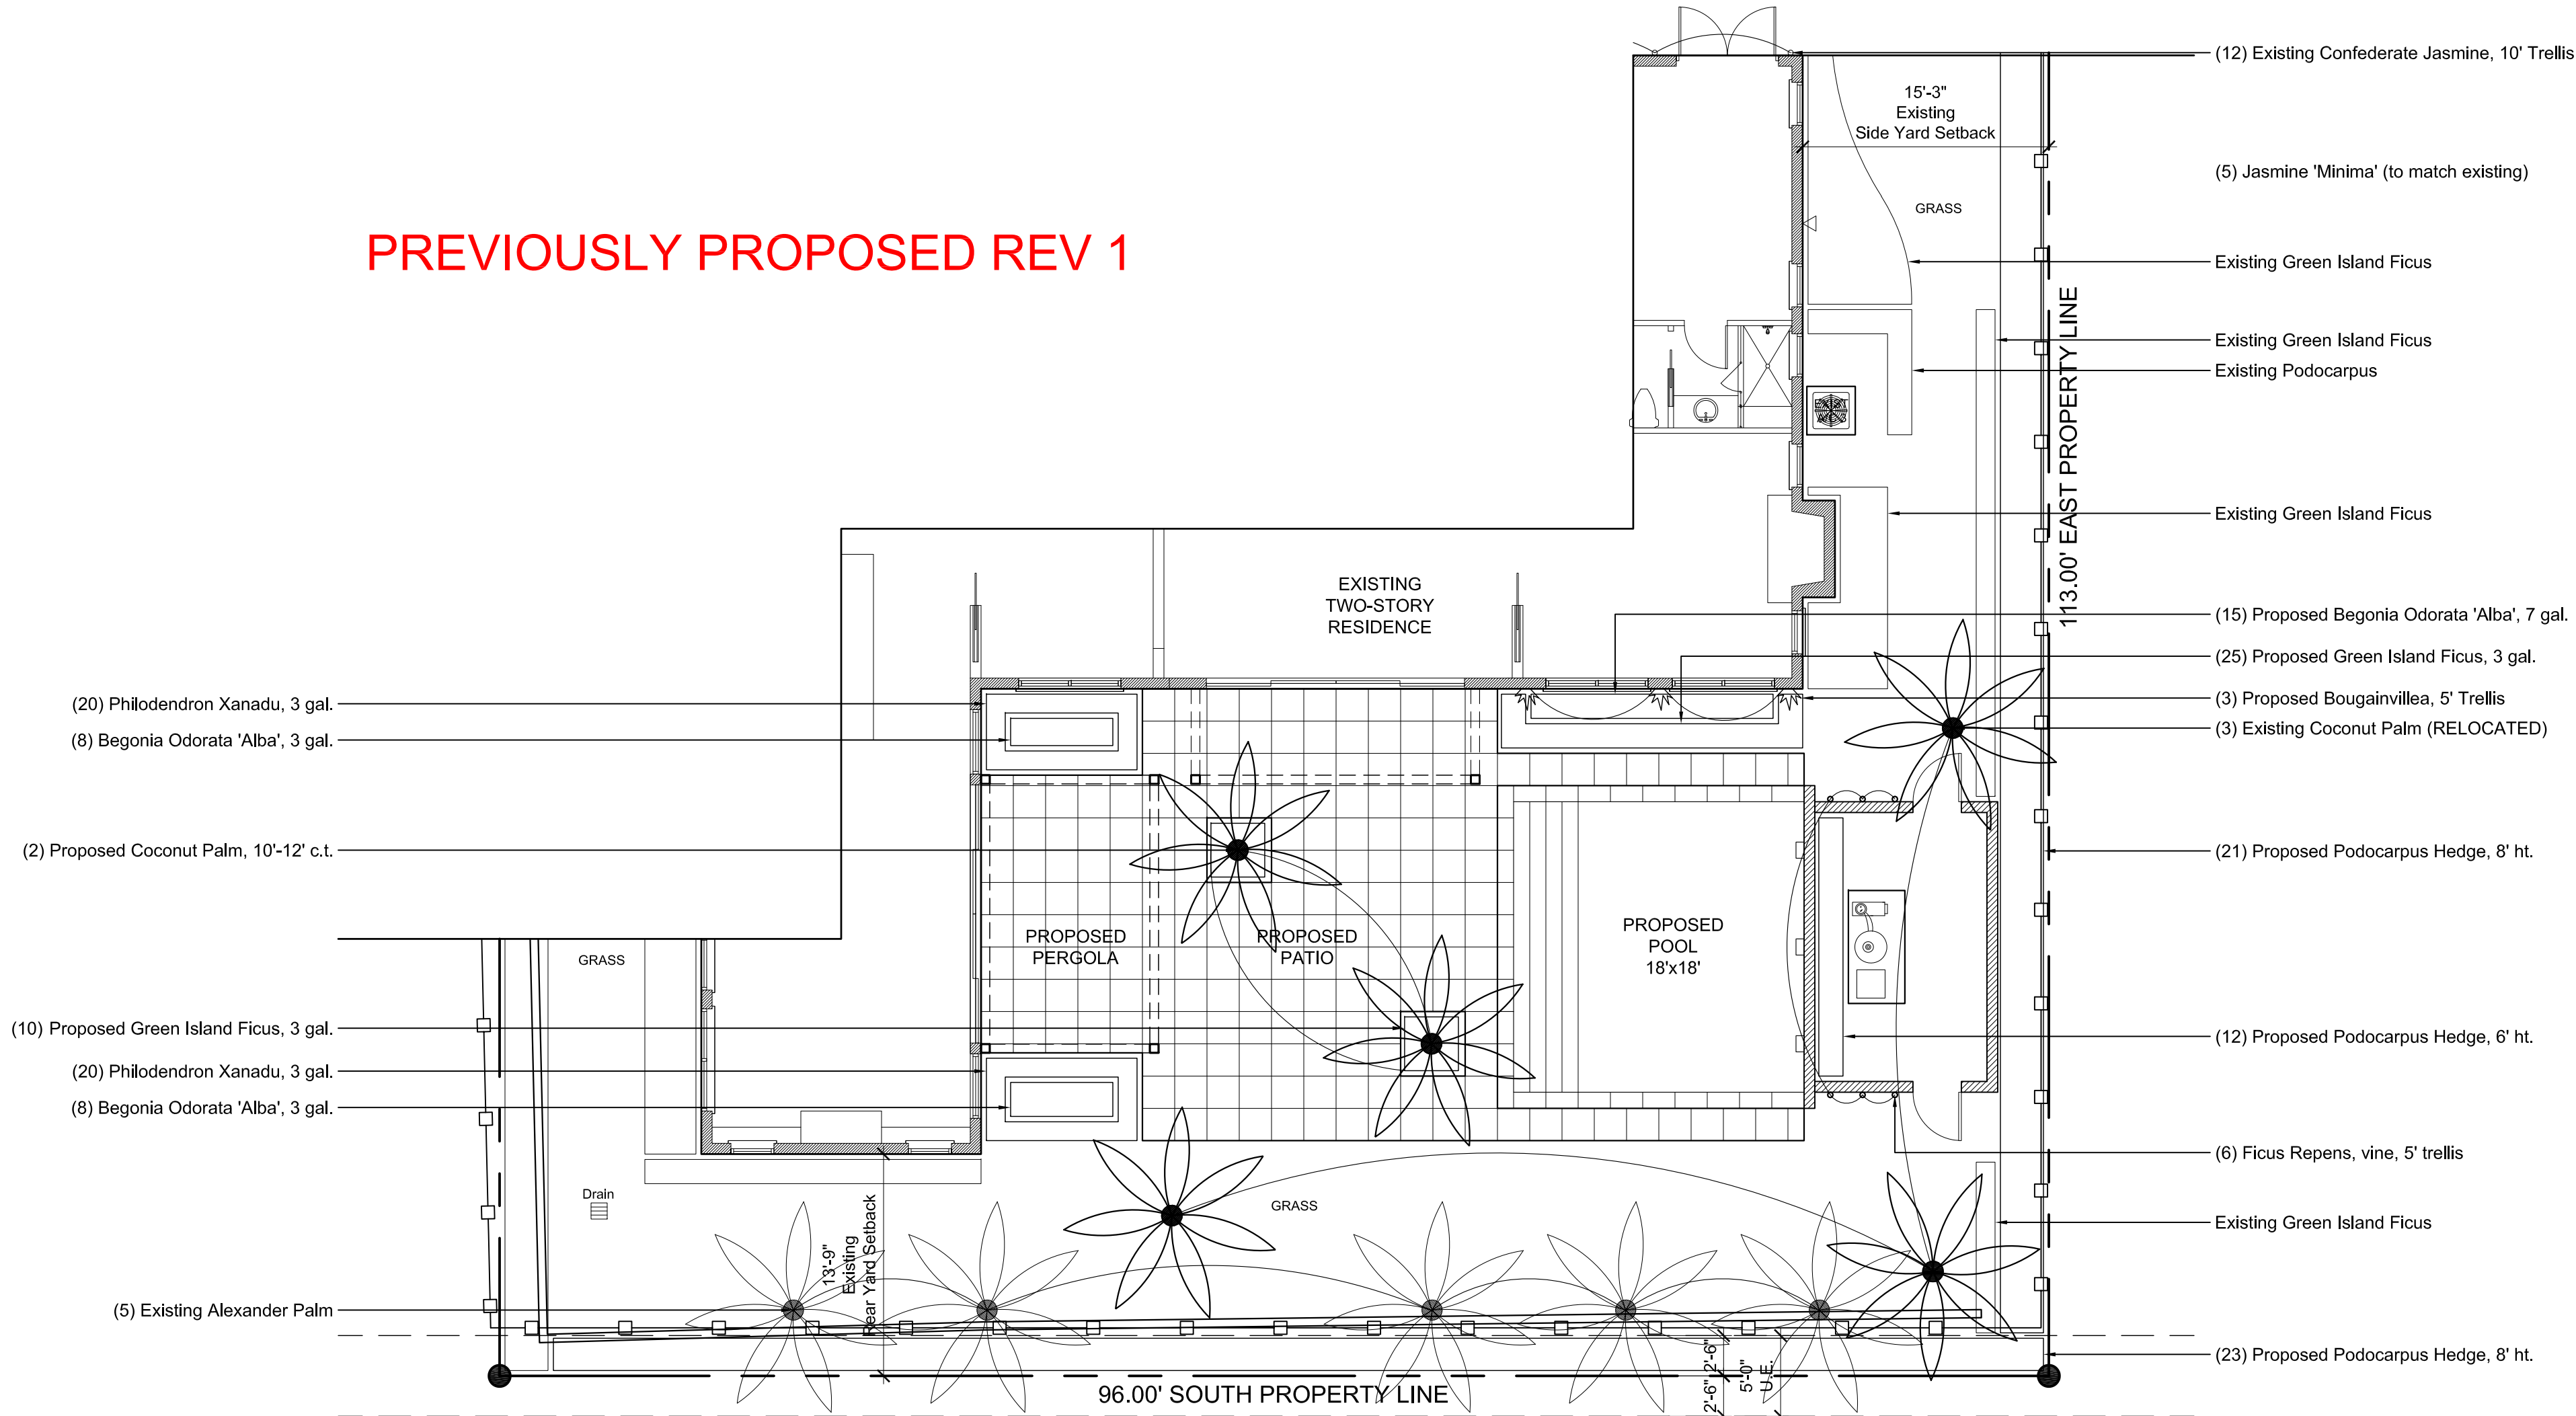 PREVIOUSLY PROPOSED REV 1
(12) Existing Confederate Jasmine, 10' Trellis
15'-3"
Existing
Side Yard Setback
(5) Jasmine 'Minima' (to match existing)
GRASS
Existing Green Island Ficus
113.00' EAST PROPERTY LINE
Existing Green Island Ficus
Existing Podocarpus
EXIST
A/C'S
Existing Green Island Ficus
EXISTING
TWO-STORY
RESIDENCE
(15) Proposed Begonia Odorata 'Alba', 7 gal.
(25) Proposed Green Island Ficus, 3 gal.
(3) Proposed Bougainvillea, 5' Trellis
(3) Existing Coconut Palm (RELOCATED)
(20) Philodendron Xanadu, 3 gal.
(8) Begonia Odorata 'Alba', 3 gal.
(2) Proposed Coconut Palm, 10'-12' c.t.
(21) Proposed Podocarpus Hedge, 8' ht.
PROPOSED
PERGOLA
PROPOSED
PATIO
PROPOSED
POOL
18'x18'
GRASS
(10) Proposed Green Island Ficus, 3 gal.
(12) Proposed Podocarpus Hedge, 6' ht.
(20) Philodendron Xanadu, 3 gal.
(8) Begonia Odorata 'Alba', 3 gal.
(6) Ficus Repens, vine, 5' trellis
Drain
GRASS
Existing Green Island Ficus
13'-9"
Existing
Rear Yard Setback
(5) Existing Alexander Palm
2'-6"
2'-6"
5'-0"
U.E.
(23) Proposed Podocarpus Hedge, 8' ht.
96.00' SOUTH PROPERTY LINE